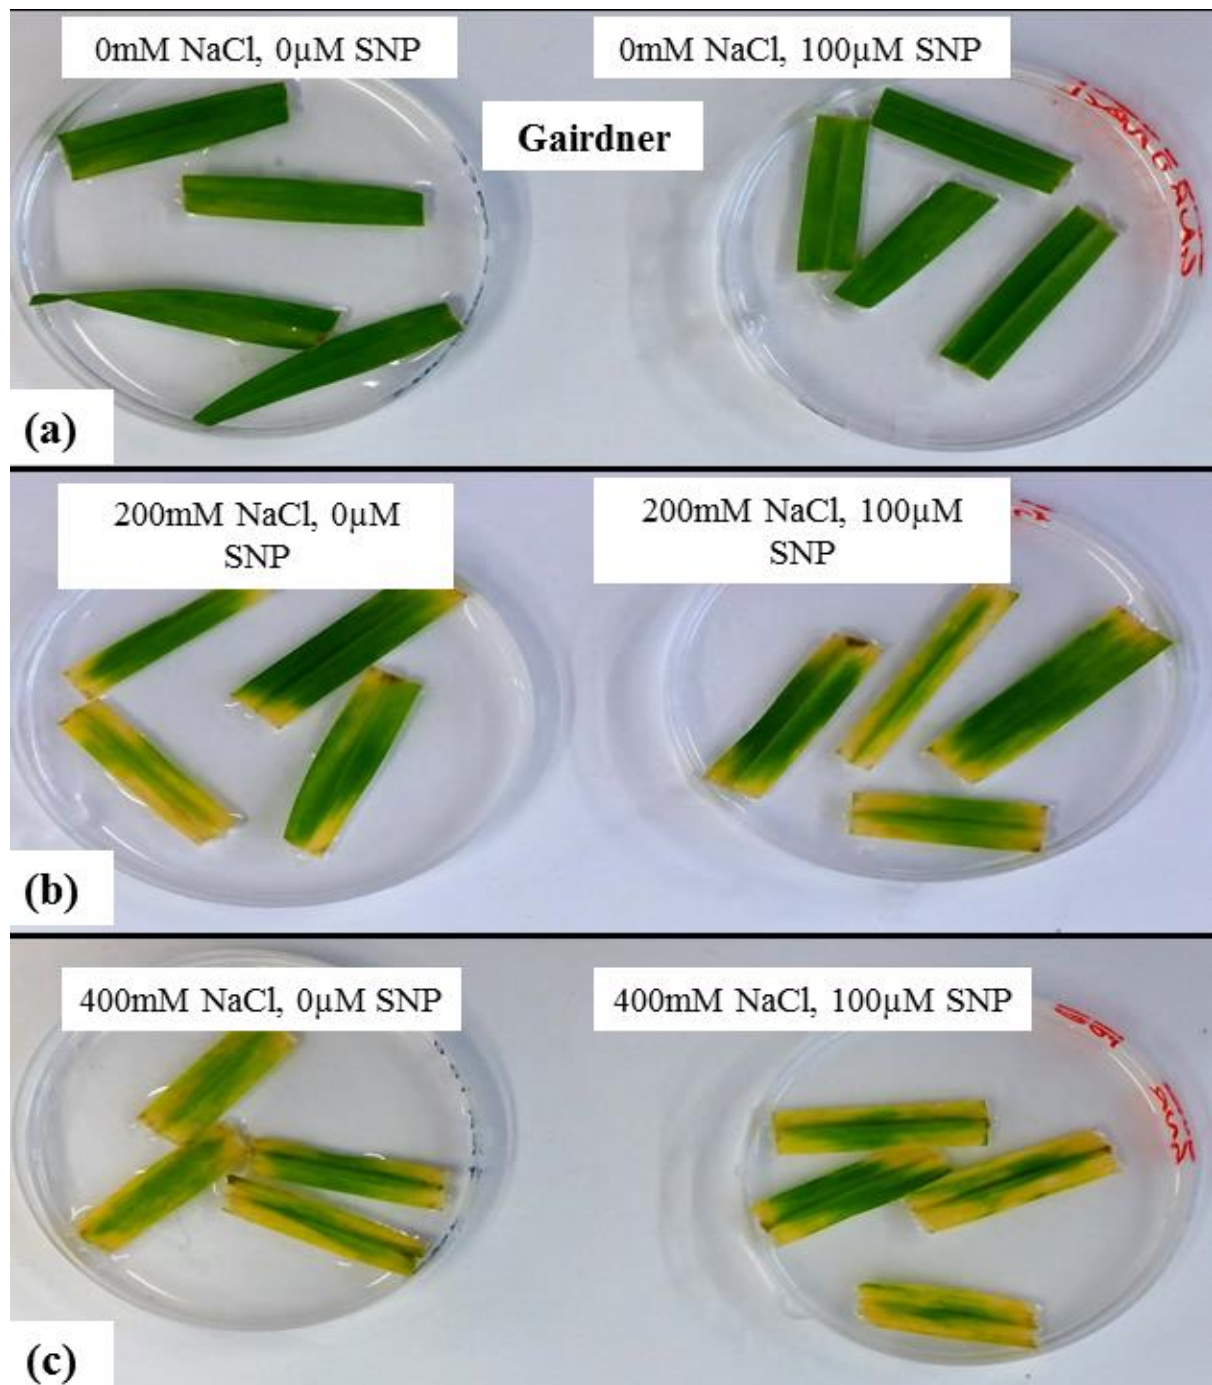 0mM NaCl, 0µM SNP
0mM NaCl, 100µM SNP
Gairdner
(a)
200mM NaCl, 0µM
SNP
200mM NaCl, 100µM
SNP
(b)
400mM NaCl, 0µM SNP
400mM NaCl, 100µM SNP
(c)